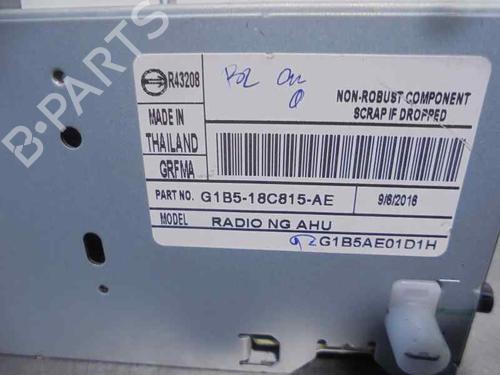 B-PARTS
R43208
MADE IN
THAILAND
GRFMA
NON-ROBUST COMPONENT
SCRAP IF DROPPED
PART NO. G1B5-18C815-AE 9/6/2016
MODEL RADIO NG AHU
G1B5AE01D1H